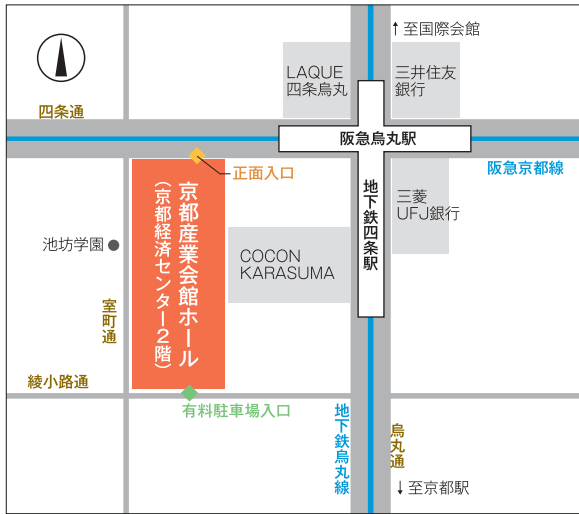 ↑至国際会館
LAQUE
四条烏丸
三井住友
銀行
四条通
阪急烏丸駅
阪急京都線
正面入口
地下鉄四条駅
三菱
UFJ銀行
京都産業会館ホール
（京都経済センター2階）
池坊学園
COCON
KARASUMA
室町通
綾小路通
有料駐車場入口
地下鉄烏丸線
烏丸通
↓至京都駅